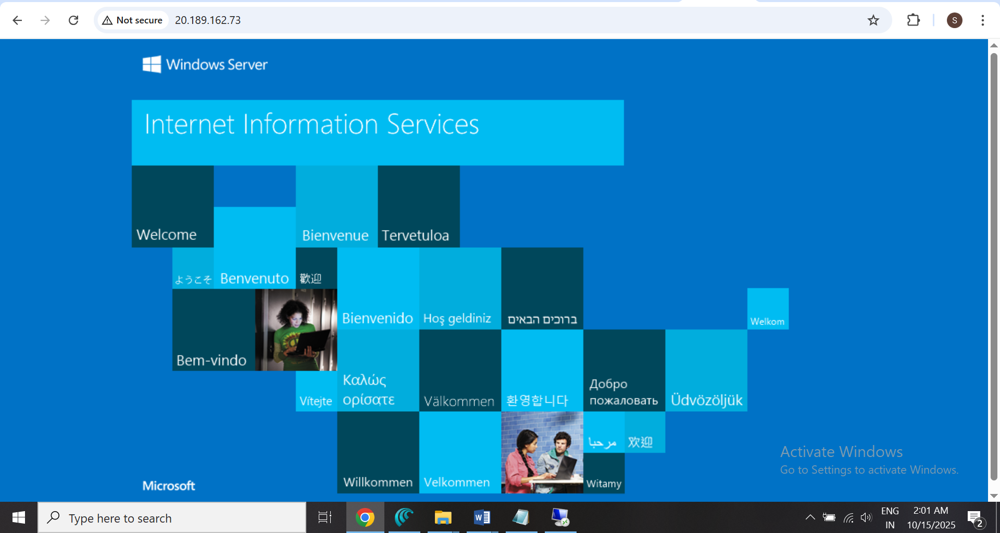 Not secure
20.189.162.73
S
Windows Server
Internet Information Services
Welcome
Bienvenue
Tervetuloa
ようこそ
Benvenuto
歡迎
Bienvenido
Hoş geldiniz
ברוכים הבאים
Welkom
Bem-vindo
Vítejte
Καλώς
ορίσατε
Välkommen
환영합니다
Добро
пожаловать
Üdvözöljük
مرحبا
欢迎
Willkommen
Velkommen
Witamy
Microsoft
Activate Windows
Go to Settings to activate Windows.
Type here to search
ENG
IN
2:01 AM
10/15/2025
2